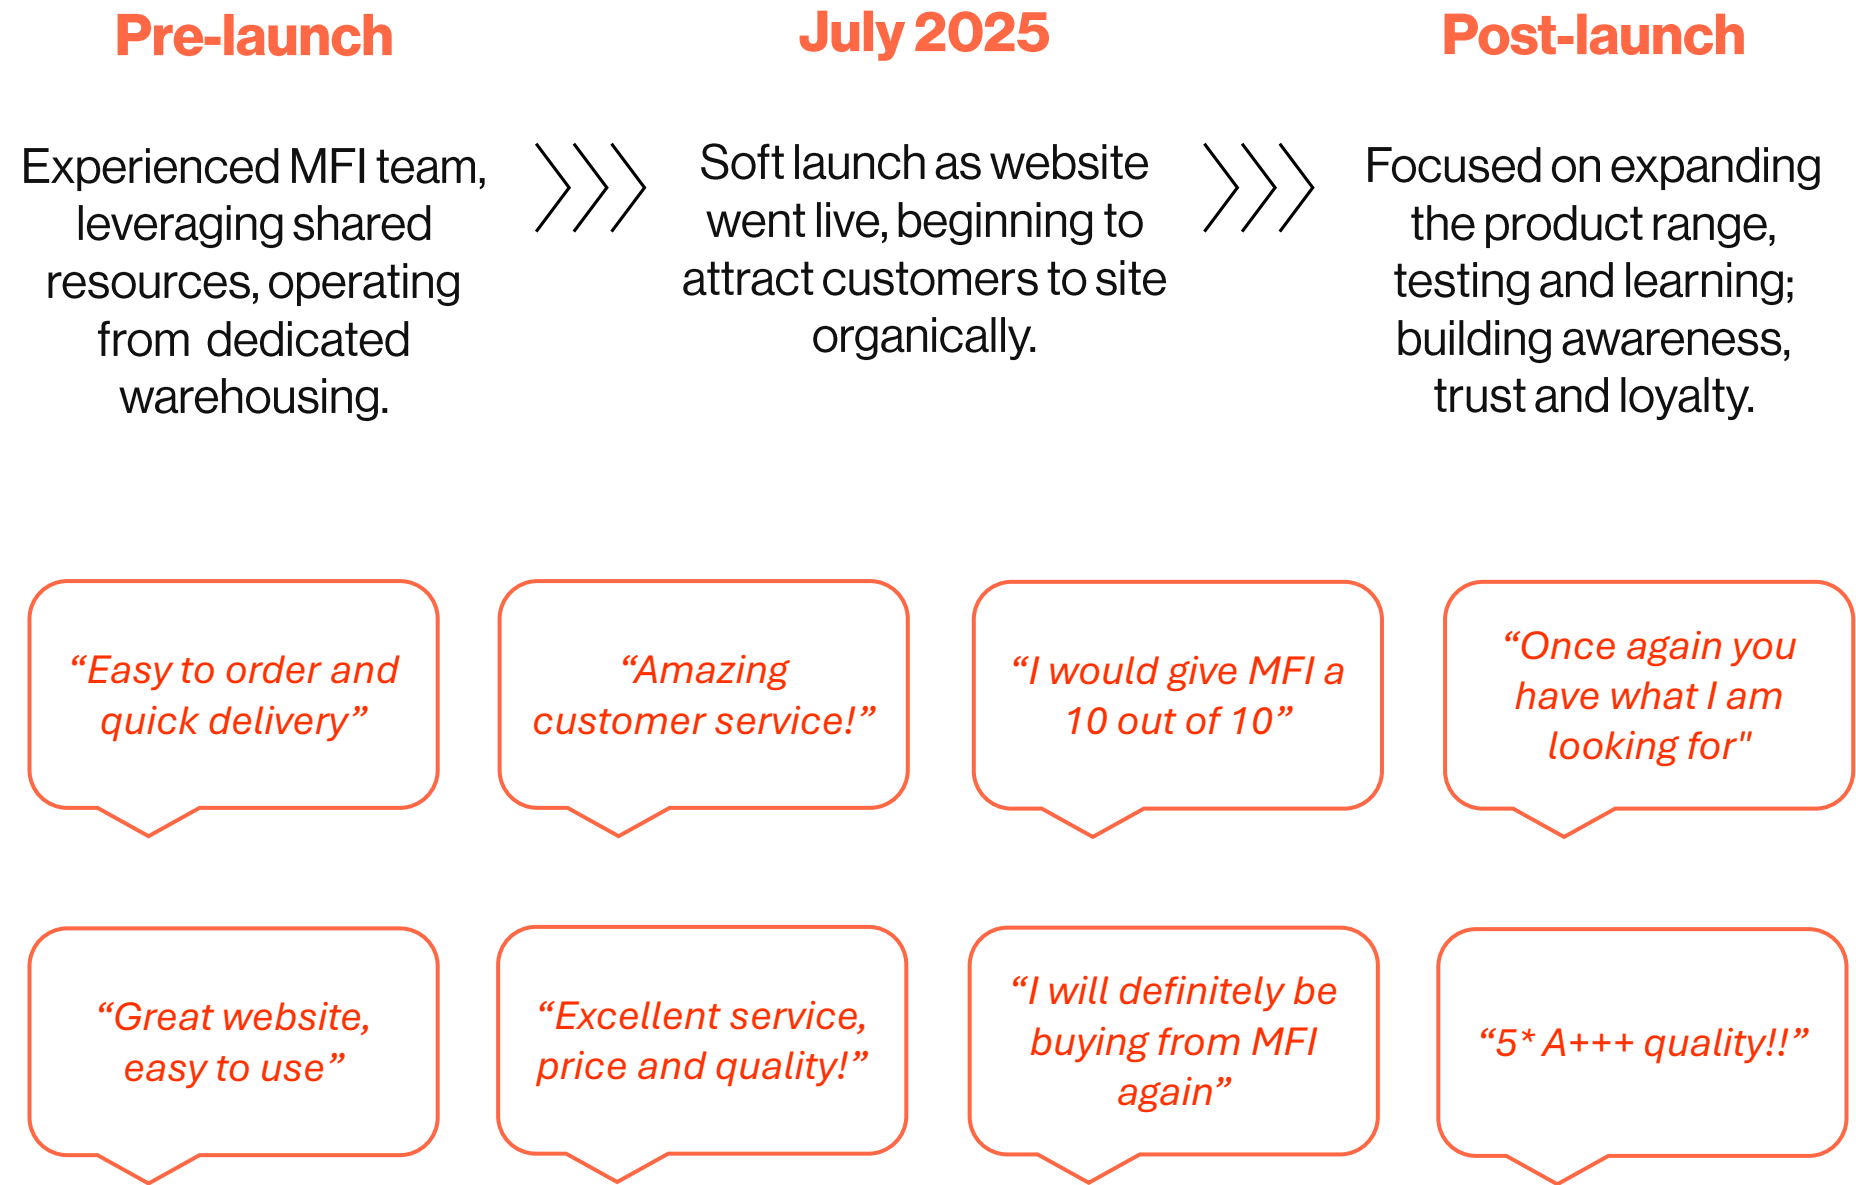 Pre-launch
Experienced MFI team,
leveraging shared
resources, operating
from  dedicated
warehousing.
July 2025
Soft launch as website
went live, beginning to
attract customers to site
organically.
Post-launch
Focused on expanding
the product range,
testing and learning;
building awareness,
trust and loyalty.
“Easy to order and
quick delivery”
“Amazing
customer service!”
“I would give MFI a
10 out of 10”
“Once again you
have what I am
looking for"
“Great website,
easy to use”
“Excellent service,
price and quality!”
“I will definitely be
buying from MFI
again”
“5* A+++ quality!!”